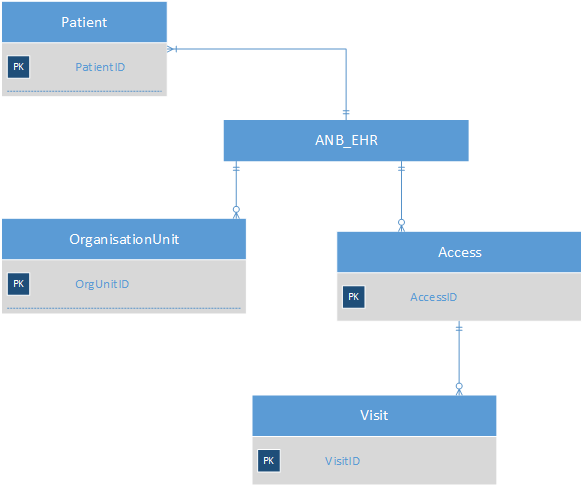 Patient
PK PatientID
ANB_EHR
OrganisationUnit
PK OrgUnitID
Access
PK AccessID
Visit
PK VisitID